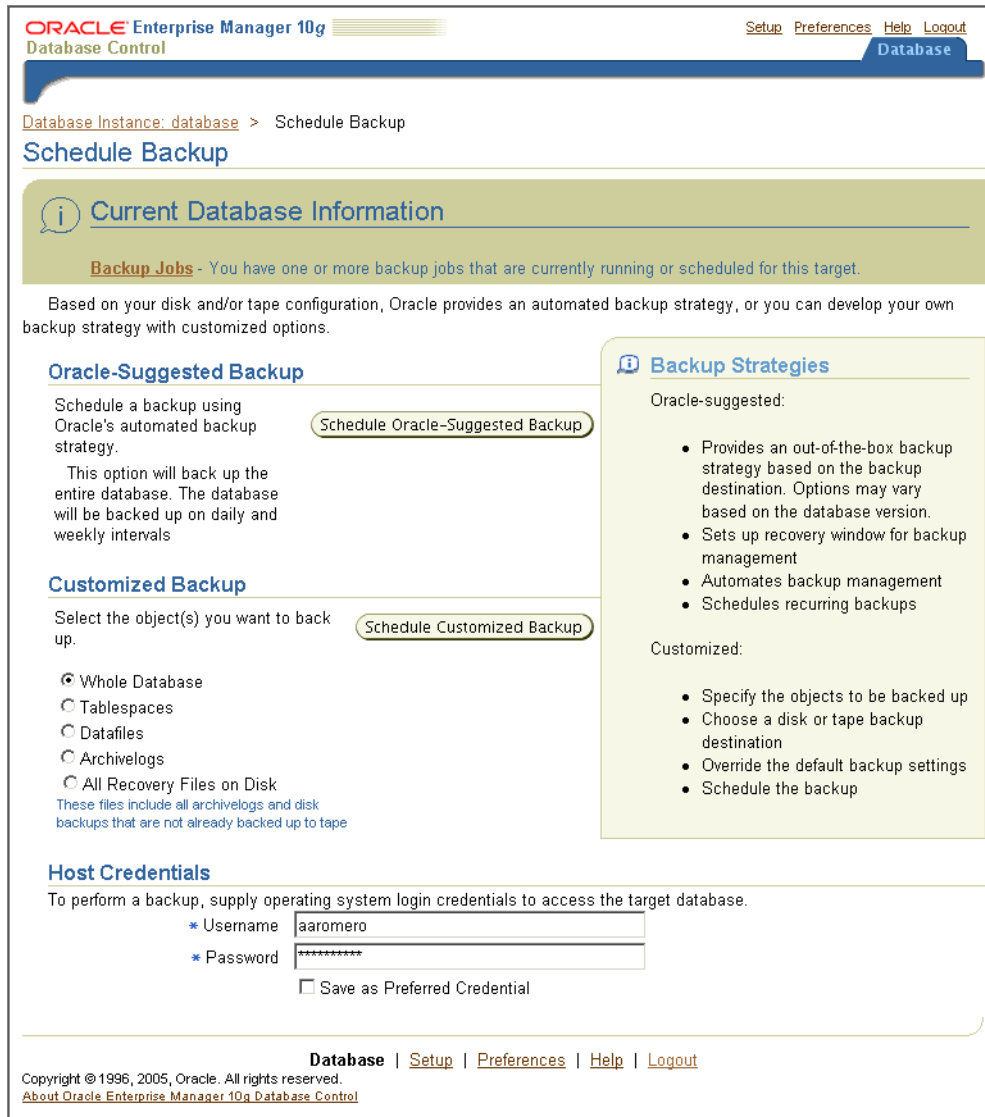 ORACLE Enterprise Manager 10g
Database Control
Setup Preferences Help Logout
Database
Database Instance: database > Schedule Backup
Schedule Backup
i Current Database Information
Backup Jobs - You have one or more backup jobs that are currently running or scheduled for this target.
Based on your disk and/or tape configuration, Oracle provides an automated backup strategy, or you can develop your own
backup strategy with customized options.
Oracle-Suggested Backup
Schedule a backup using
Oracle's automated backup
strategy.
Schedule Oracle-Suggested Backup
This option will back up the
entire database. The database
will be backed up on daily and
weekly intervals
Customized Backup
Select the object(s) you want to back
up.
Schedule Customized Backup
Whole Database
Tablespaces
Datafiles
Archivelogs
All Recovery Files on Disk
These files include all archivelogs and disk
backups that are not already backed up to tape
i Backup Strategies
Oracle-suggested:
• Provides an out-of-the-box backup
strategy based on the backup
destination. Options may vary
based on the database version.
• Sets up recovery window for backup
management
• Automates backup management
• Schedules recurring backups
Customized:
• Specify the objects to be backed up
• Choose a disk or tape backup
destination
• Override the default backup settings
• Schedule the backup
Host Credentials
To perform a backup, supply operating system login credentials to access the target database.
* Username aaromero
* Password **********
Save as Preferred Credential
Database | Setup | Preferences | Help | Logout
Copyright © 1996, 2005, Oracle. All rights reserved.
About Oracle Enterprise Manager 10g Database Control